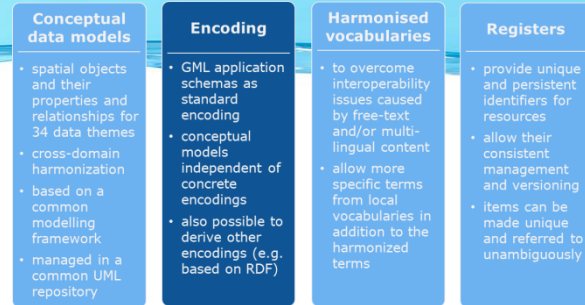 Conceptual
data models
• spatial objects
and their
properties and
relationships for
34 data themes
• cross-domain
harmonization
• based on a
common
modelling
framework
• managed in a
common UML
repository
Encoding
• GML application
schemas as
standard
encoding
• conceptual
models
independent of
concrete
encodings
• also possible to
derive other
encodings (e.g.
based on RDF)
Harmonised
vocabularies
• to overcome
interoperability
issues caused
by free-text
and/or multi-
lingual content
• allow more
specific terms
from local
vocabularies in
addition to the
harmonized
terms
Registers
• provide unique
and persistent
identifiers for
resources
• allow their
consistent
management
and versioning
• items can be
made unique
and referred to
unambiguously